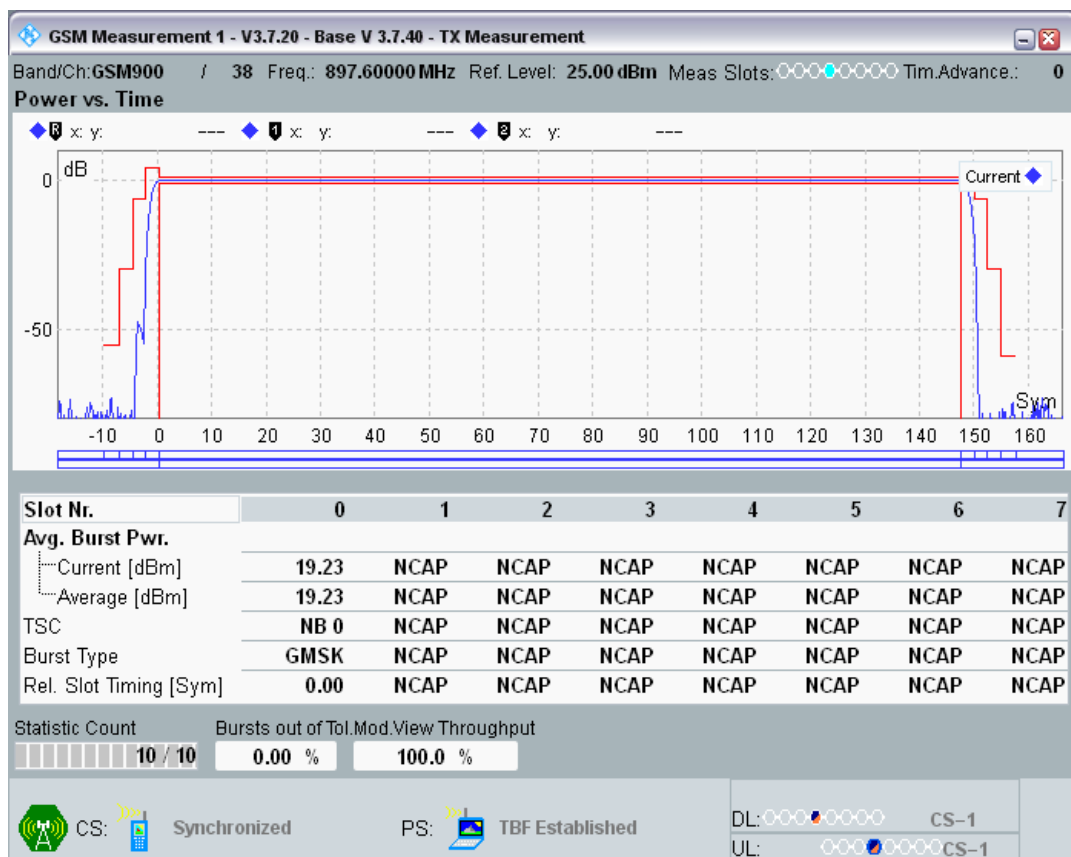 GSM Measurement 1 - V3.7.20 - Base V 3.7.40 - TX Measurement
Band/Ch:GSM900 / 38 Freq.: 897.60000 MHz Ref. Level: 25.00 dBm Meas Slots: Tim.Advance.: 0
Power vs. Time
R x: y: --- 1 x: y: --- 2 x: y: ---
dB
Current
0
-50
Sym
-10 0 10 20 30 40 50 60 70 80 90 100 110 120 130 140 150 160
Slot Nr. 0 1 2 3 4 5 6 7
Avg. Burst Pwr.
Current [dBm] 19.23 NCAP NCAP NCAP NCAP NCAP NCAP NCAP
Average [dBm] 19.23 NCAP NCAP NCAP NCAP NCAP NCAP NCAP
TSC NB 0 NCAP NCAP NCAP NCAP NCAP NCAP NCAP
Burst Type GMSK NCAP NCAP NCAP NCAP NCAP NCAP NCAP
Rel. Slot Timing [Sym] 0.00 NCAP NCAP NCAP NCAP NCAP NCAP NCAP
Statistic Count Bursts out of Tol.Mod.View Throughput
10 / 10 0.00 % 100.0 %
CS: Synchronized PS: TBF Established DL: CS-1
UL: CS-1